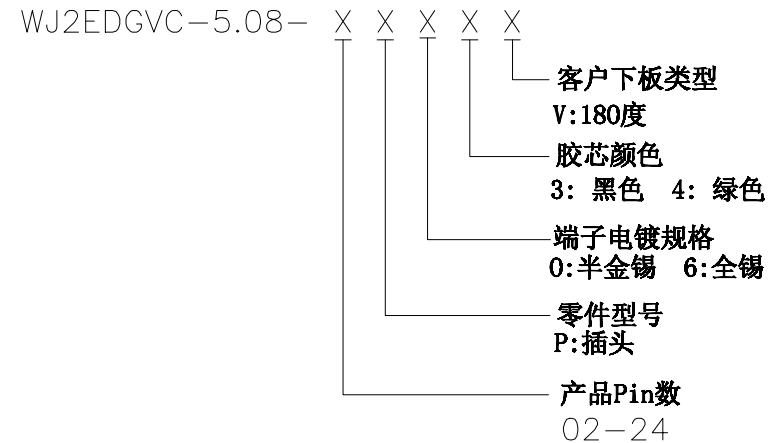 WJ2EDGVC-5.08- X X X X X
客户下板类型
V:180度
胶芯颜色
3: 黑色 4: 绿色
端子电镀规格
0:半金锡 6:全锡
零件型号
P:插头
产品Pin数
02-24